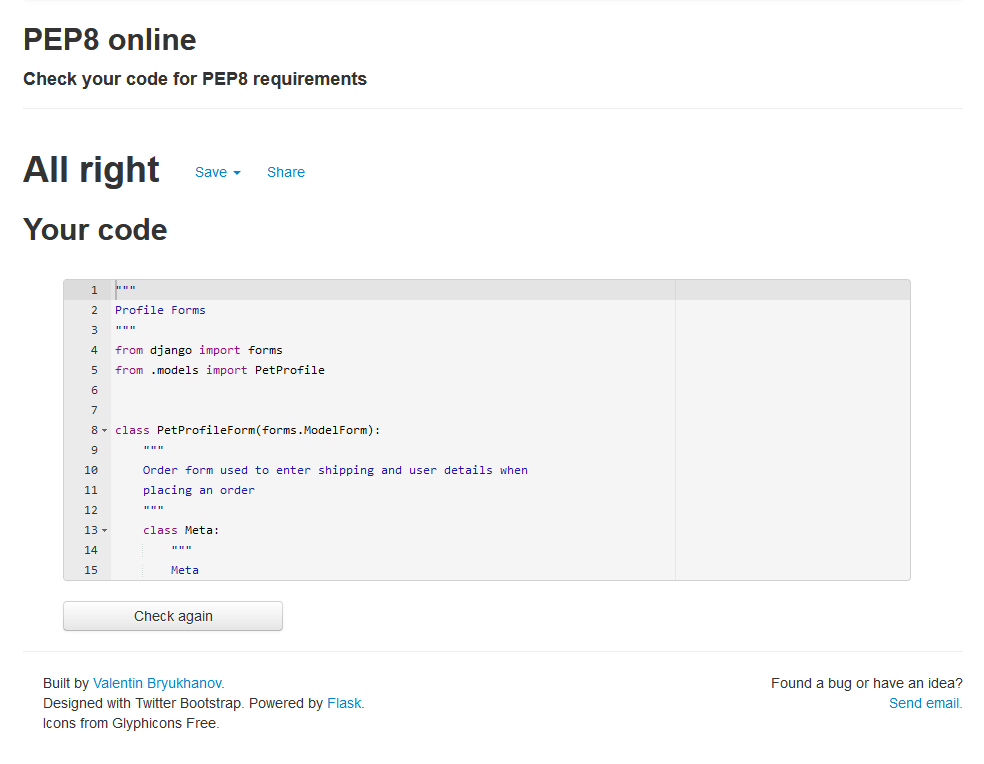 PEP8 online
Check your code for PEP8 requirements
All right Save Share
Your code
1 """
2 Profile Forms
3 """
4 from django import forms
5 from .models import PetProfile
6
7
8 class PetProfileForm(forms.ModelForm):
9 """
10 Order form used to enter shipping and user details when
11 placing an order
12 """
13 class Meta:
14 """
15 Meta
Check again
Built by Valentin Bryukhanov. Found a bug or have an idea?
Designed with Twitter Bootstrap. Powered by Flask. Send email.
Icons from Glyphicons Free.